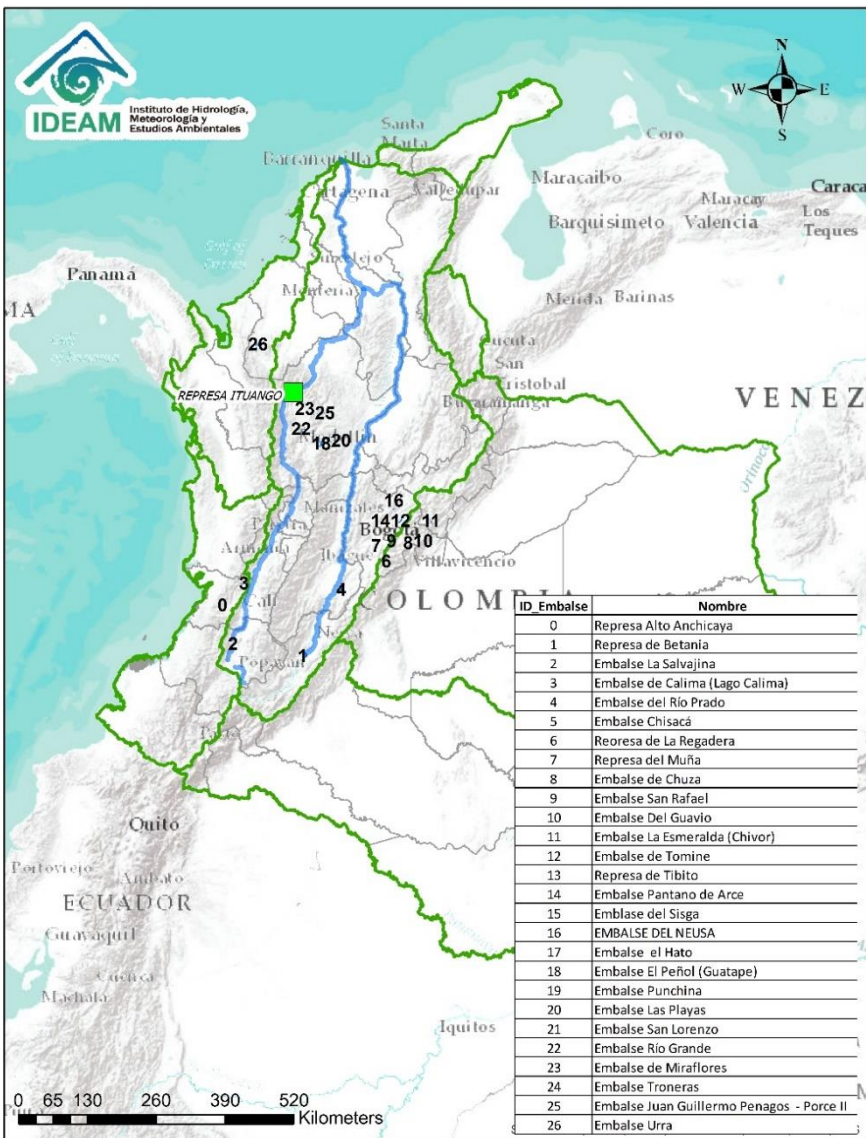 IDEAM
Instituto de Hidrología,
Meteorología y
Estudios Ambientales
N
W E
S
Santa
Marta
Barranquilla
Coro
Maracaibo
Valledupar
Maracay
Caraca
Barquisimeto
Valencia
Los
Teques
Panamá
MA
Montería
Merida
Barinas
26
San
REPRESA ITUANGO
VENEZ
23 25
22
18 20
Orinoco
Manizales
16
14 12 11
Bogotá
7 9 8 10
6
Villavicencio
Armenia
Ibagué
3
0
Cali
4
OLOMBIA
2
1
Popayán
Quito
Portoviejo
Ambato
ECUADOR
Guayaquil
Cuenca
Machala
Iquitos
ID_Embalse Nombre
0 Represa Alto Anchicaya
1 Represa de Betania
2 Embalse La Salvajina
3 Embalse de Calima (Lago Calima)
4 Embalse del Río Prado
5 Embalse Chisacá
6 Reoresa de La Regadera
7 Represa del Muña
8 Embalse de Chuza
9 Embalse San Rafael
10 Embalse Del Guavio
11 Embalse La Esmeralda (Chivor)
12 Embalse de Tomine
13 Represa de Tibito
14 Embalse Pantano de Arce
15 Emblase del Sisga
16 EMBALSE DEL NEUSA
17 Embalse el Hato
18 Embalse El Peñol (Guatape)
19 Embalse Punchina
20 Embalse Las Playas
21 Embalse San Lorenzo
22 Embalse Río Grande
23 Embalse de Miraflores
24 Embalse Troneras
25 Embalse Juan Guillermo Penagos - Porce II
26 Embalse Urra
0 65 130 260 390 520
Kilometers